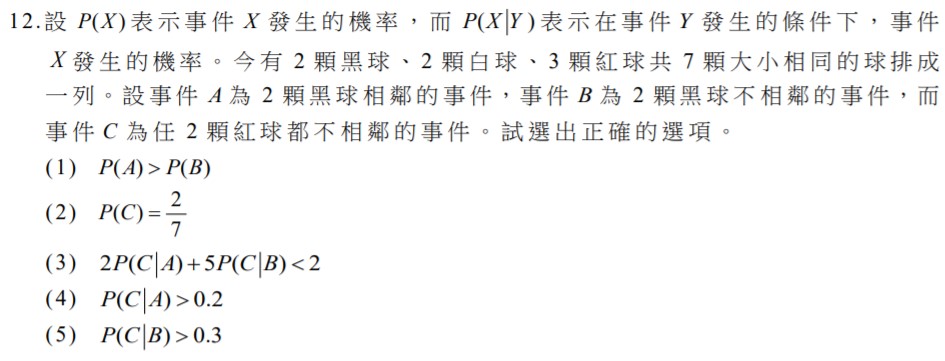 12.設 P(X)表示事件 X 發生的機率，而 P(X|Y)表示在事件 Y 發生的條件下，事件
X 發生的機率。今有 2 顆黑球、2 顆白球、3 顆紅球共 7 顆大小相同的球排成
一列。設事件 A 為 2 顆黑球相鄰的事件，事件 B 為 2 顆黑球不相鄰的事件，而
事件 C 為任 2 顆紅球都不相鄰的事件。試選出正確的選項。
(1) P(A)>P(B)
(2) P(C)=2/7
(3) 2P(C|A)+5P(C|B)<2
(4) P(C|A)>0.2
(5) P(C|B)>0.3